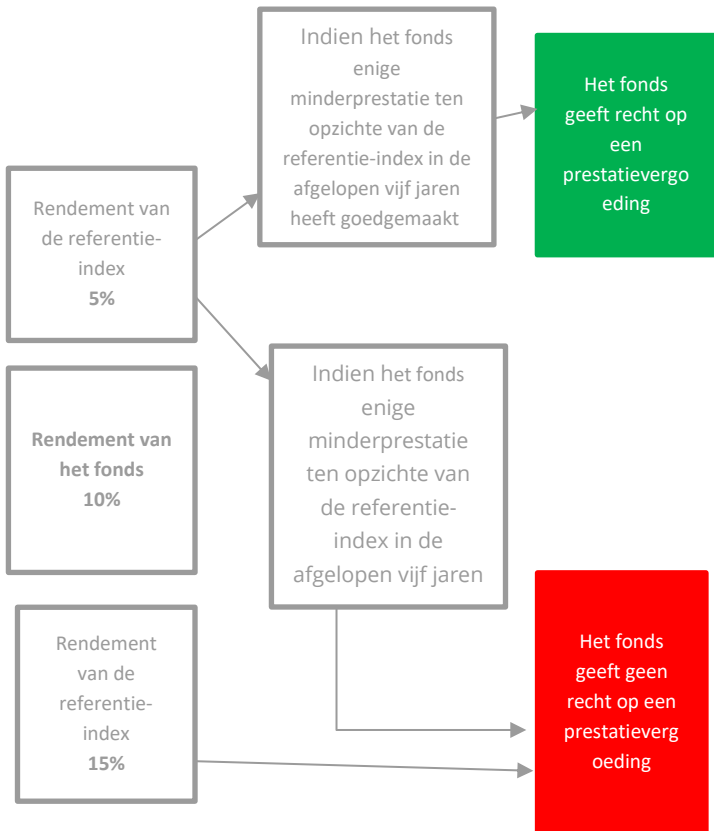 Indien het fonds
enige
minderprestatie ten
opzichte van de
referentie-index in de
afgelopen vijf jaren
heeft goedgemaakt
Het fonds
geeft recht op
een
prestatievergo
eding
Rendement van
de referentie-
index
5%
Rendement van
het fonds
10%
Indien het fonds
enige
minderprestatie
ten opzichte van
de referentie-
index in de
afgelopen vijf jaren
Rendement
van de
referentie-
index
15%
Het fonds
geeft geen
recht op een
prestatieverg
oeding